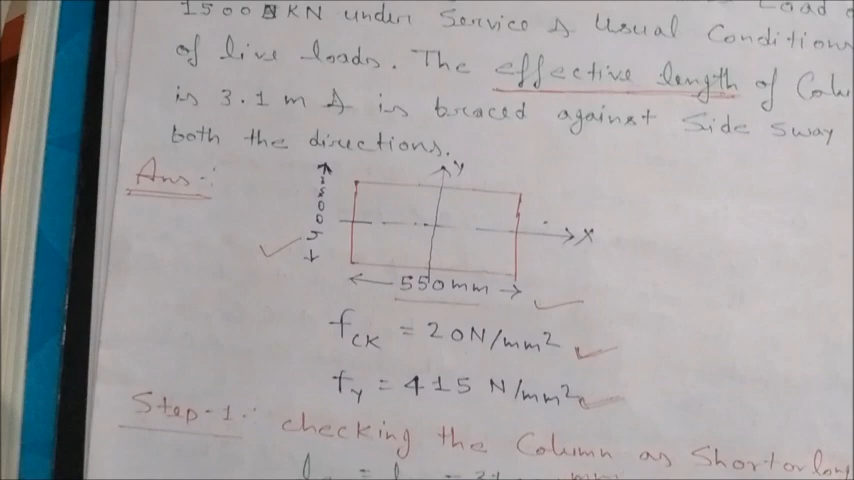 Load
1500 KN under Service & Usual Conditions
of live loads. The effective length of Colu
is 3.1 m & is braced against Side sway
both the directions.
Ans :-
Y
X
550mm
fCK = 20N/mm²
fy = 415 N/mm²
Step-1: checking the Column as Short or long